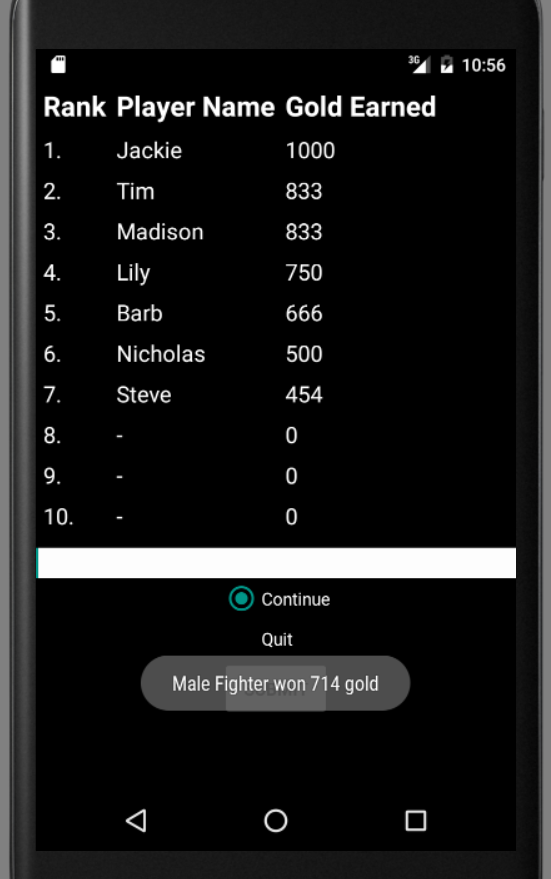 3G 10:56
Rank Player Name Gold Earned
1. Jackie 1000
2. Tim 833
3. Madison 833
4. Lily 750
5. Barb 666
6. Nicholas 500
7. Steve 454
8. - 0
9. - 0
10. - 0
Continue
Quit
Male Fighter won 714 gold